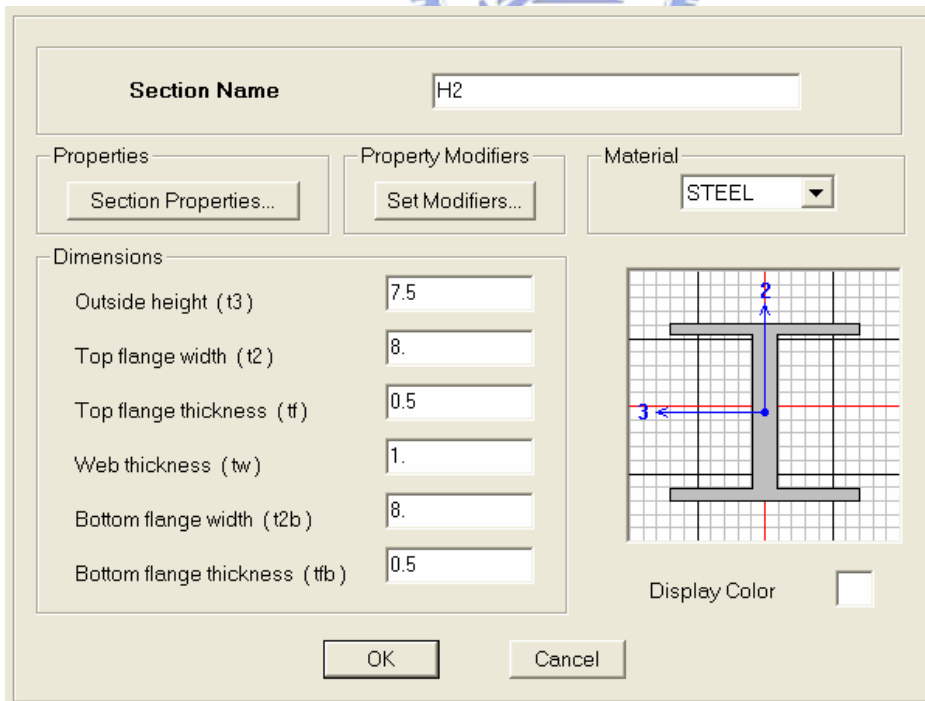 Section Name H2
Properties Property Modifiers Material
Section Properties... Set Modifiers... STEEL
Dimensions
Outside height ( t3 ) 7.5
Top flange width ( t2 ) 8.
Top flange thickness ( tf ) 0.5
Web thickness ( tw ) 1.
Bottom flange width ( t2b ) 8.
Bottom flange thickness ( tfb ) 0.5
2
3
Display Color
OK Cancel